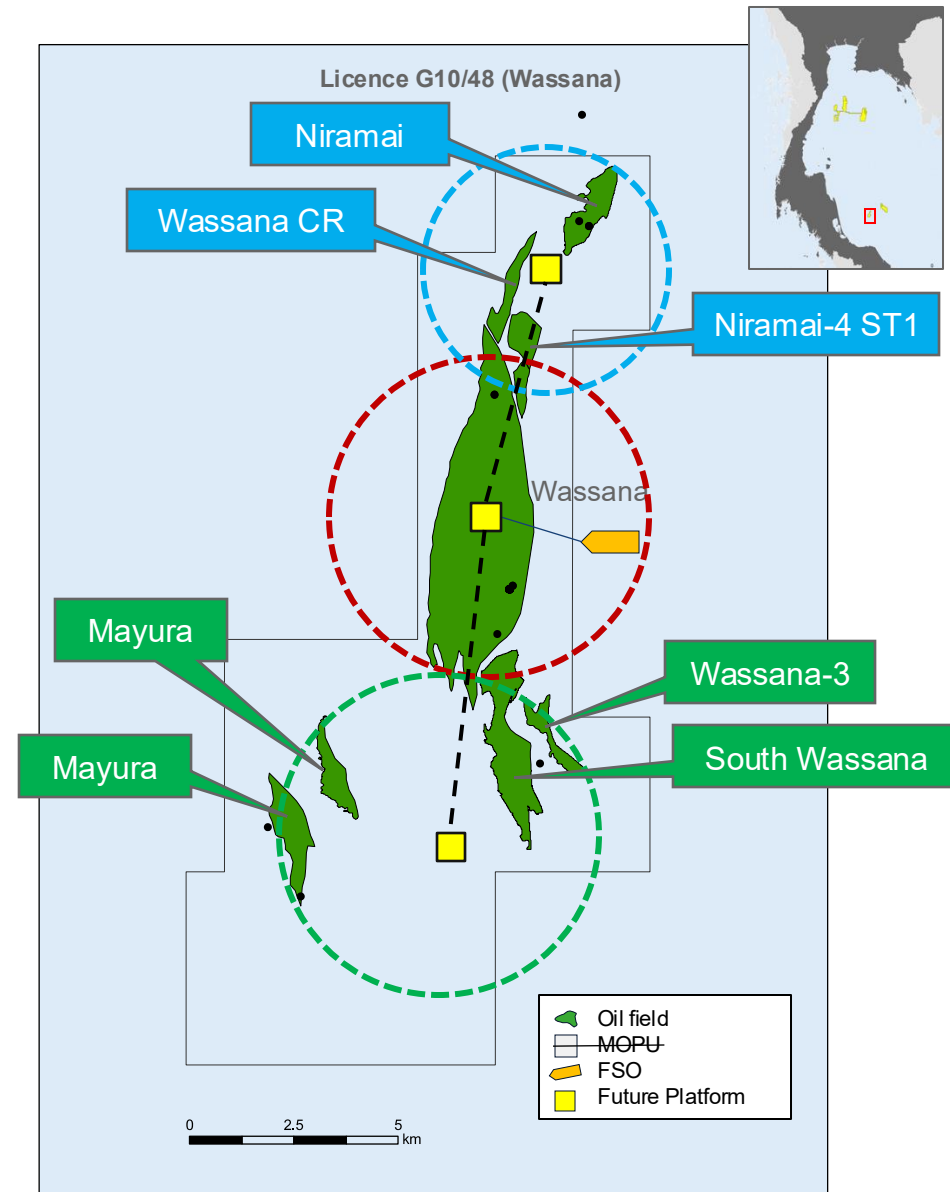 Licence G10/48 (Wassana)
Niramai
Wassana CR
Niramai-4 ST1
Wassana
Mayura
Wassana-3
Mayura
South Wassana
Oil field
MOPU
FSO
Future Platform
0 2.5 5
km